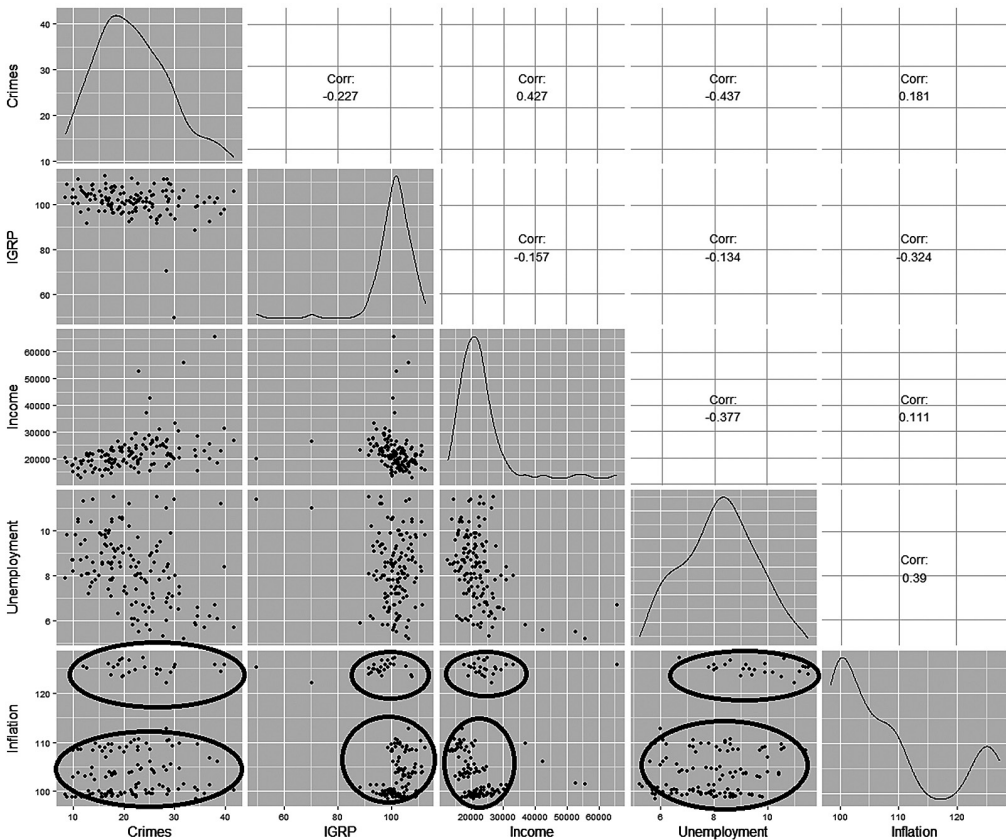 Crimes
40
30
20
10
Corr:
-0.227
Corr:
0.427
Corr:
-0.437
Corr:
0.181
IGRP
100
80
60
Corr:
-0.157
Corr:
-0.134
Corr:
-0.324
Income
60000
50000
40000
30000
20000
Corr:
-0.377
Corr:
0.111
Unemployment
10
8
6
Corr:
0.39
Inflation
120
110
100
10 20 30 40
60 80 100
20000 30000 40000 50000 60000
6 8 10
100 110 120
Crimes IGRP Income Unemployment Inflation